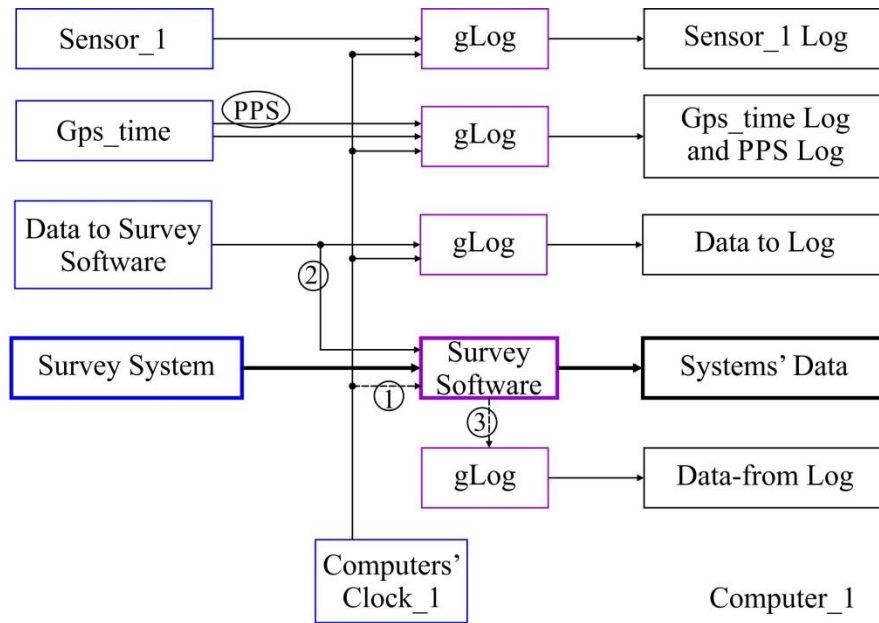 Sensor_1
gLog
Sensor_1 Log
Gps_time
PPS
gLog
Gps_time Log
and PPS Log
Data to Survey
Software
gLog
Data to Log
2
Survey System
Survey
Software
Systems’ Data
1
3
gLog
Data-from Log
Computers’
Clock_1
Computer_1